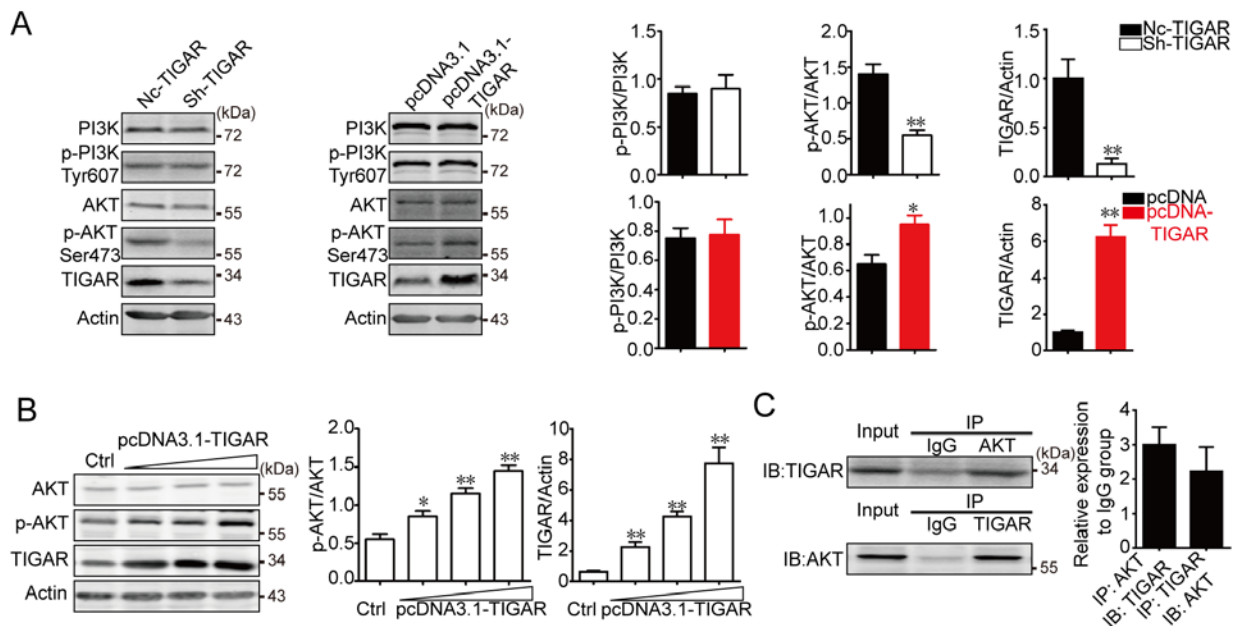 A
Nc-TIGAR
Sh-TIGAR
(kDa)
PI3K
72
p-PI3K
Tyr607
72
AKT
55
p-AKT
Ser473
55
TIGAR
34
Actin
43
pcDNA3.1
pcDNA3.1-
TIGAR
(kDa)
PI3K
72
p-PI3K
Tyr607
72
AKT
55
p-AKT
Ser473
55
TIGAR
34
Actin
43
p-PI3K/PI3K
1.5
1.0
0.5
0.0
p-AKT/AKT
2.0
1.5
1.0
0.5
0.0
**
TIGAR/Actin
1.5
1.0
0.5
0.0
**
Nc-TIGAR
Sh-TIGAR
p-PI3K/PI3K
1.0
0.8
0.6
0.4
0.2
0.0
p-AKT/AKT
1.2
1.0
0.8
0.6
0.4
0.2
0.0
*
TIGAR/Actin
8
6
4
2
0
**
pcDNA
pcDNA-
TIGAR
B
pcDNA3.1-TIGAR
Ctrl
(kDa)
AKT
55
p-AKT
55
TIGAR
34
Actin
43
p-AKT/AKT
2.0
1.5
1.0
0.5
0.0
*
**
**
Ctrl
pcDNA3.1-TIGAR
TIGAR/Actin
10
8
6
4
2
0
**
**
**
Ctrl
pcDNA3.1-TIGAR
C
IP
Input
IgG
AKT
(kDa)
IB:TIGAR
34
IP
Input
IgG
TIGAR
IB:AKT
55
Relative expression
to IgG group
4
3
2
1
0
IP: AKT
IB: TIGAR
IP: TIGAR
IB: AKT